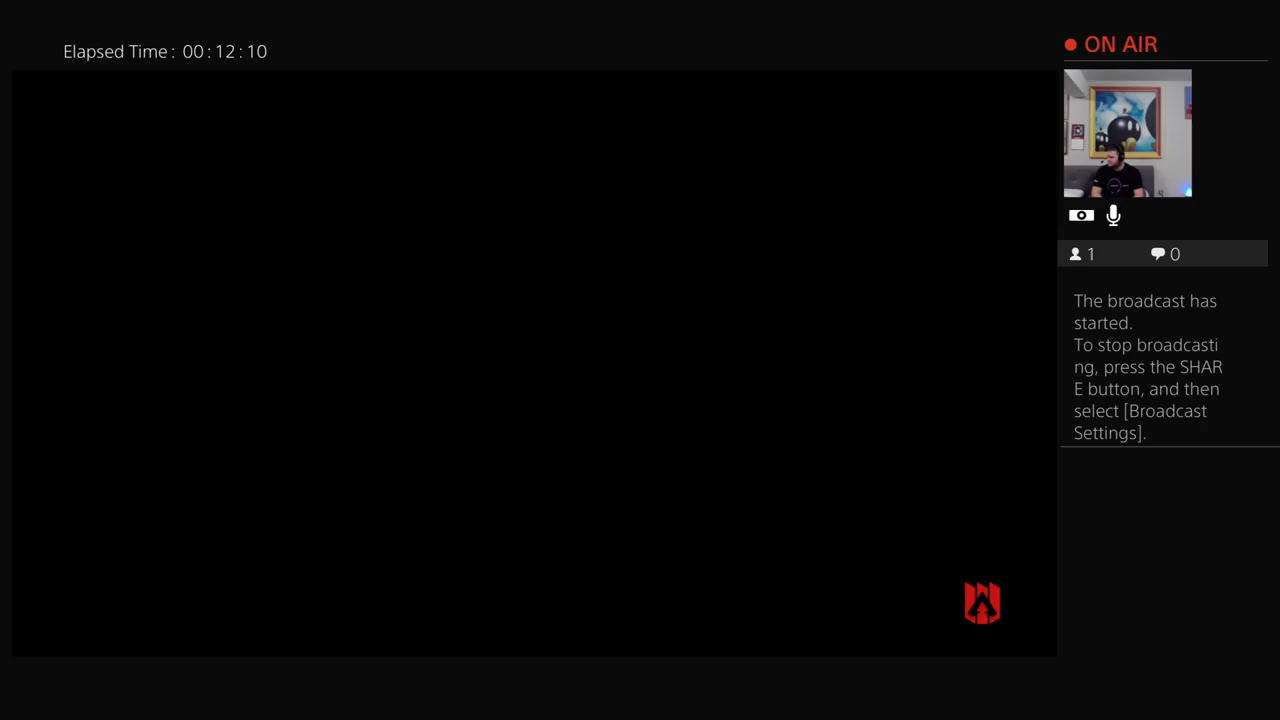 Elapsed Time: 00:12:10
ON AIR
1
0
The broadcast has
started.
To stop broadcasti
ng, press the SHAR
E button, and then
select [Broadcast
Settings].